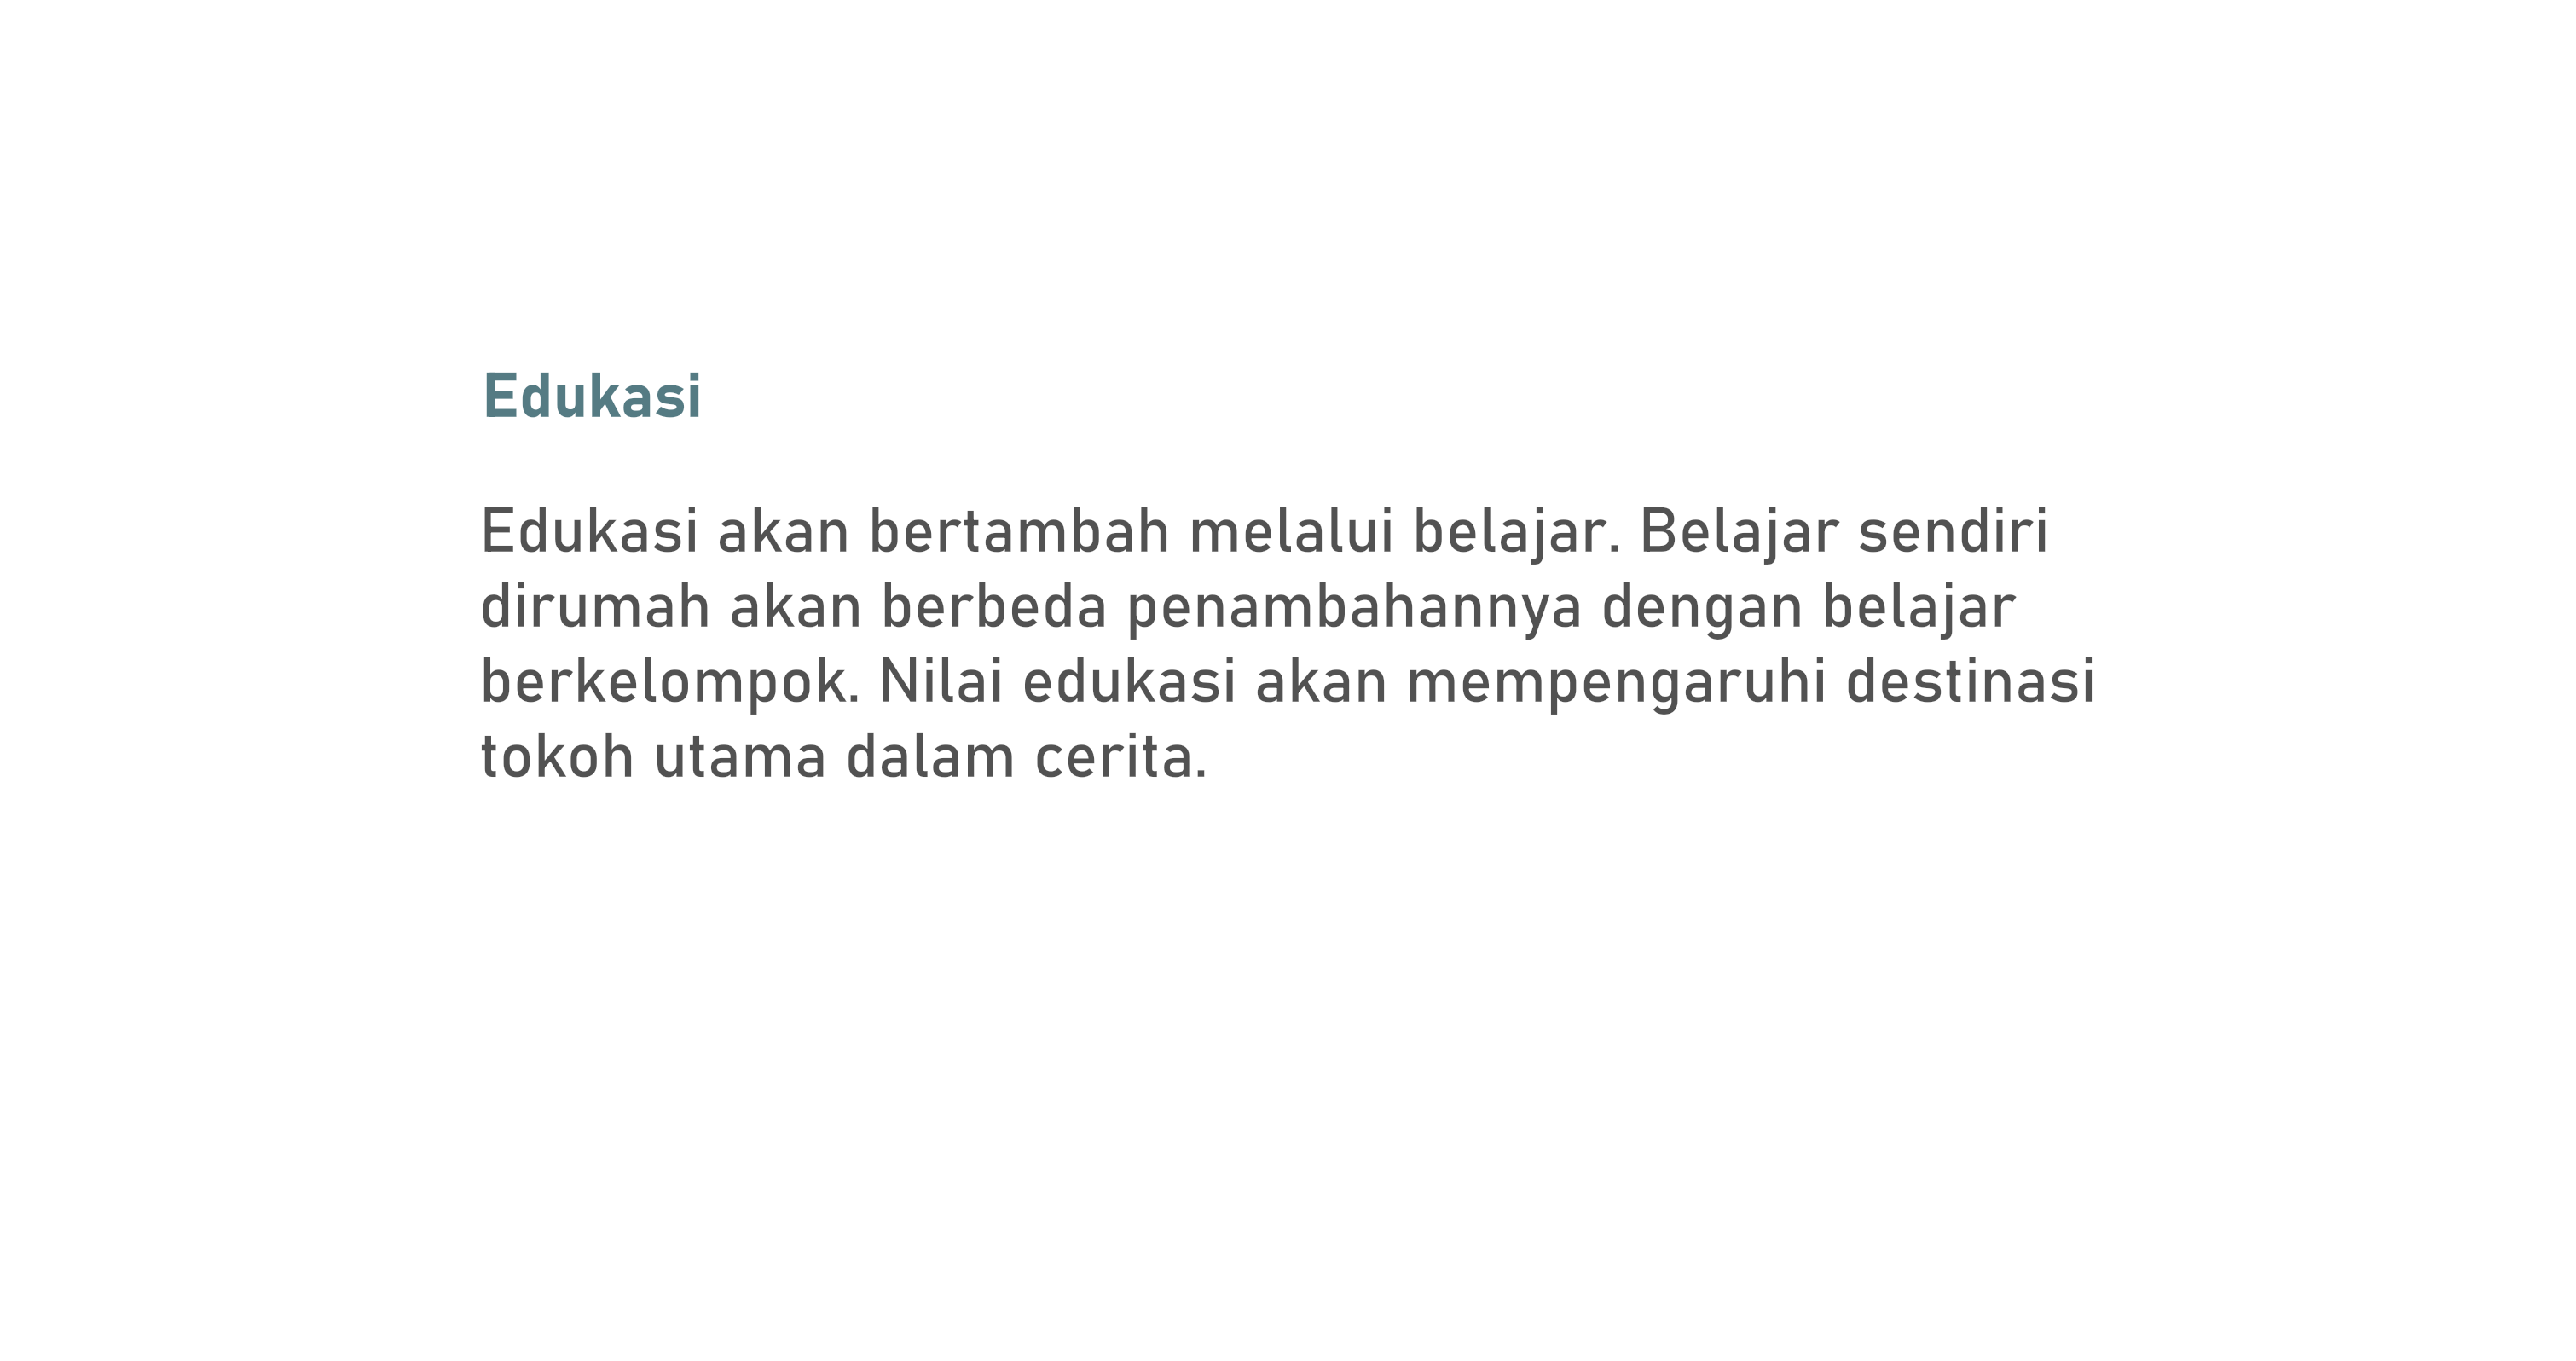 Edukasi
Edukasi akan bertambah melalui belajar. Belajar sendiri
dirumah akan berbeda penambahannya dengan belajar
berkelompok. Nilai edukasi akan mempengaruhi destinasi
tokoh utama dalam cerita.